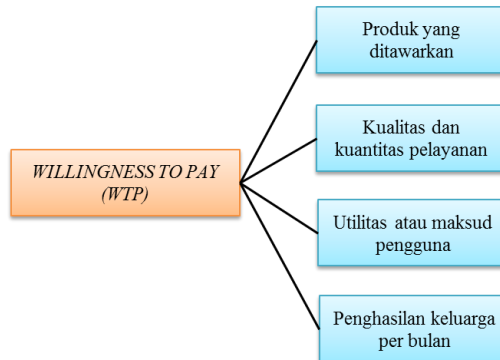 Produk yang
ditawarkan
Kualitas dan
kuantitas pelayanan
WILLINGNESS TO PAY
(WTP)
Utilitas atau maksud
pengguna
Penghasilan keluarga
per bulan